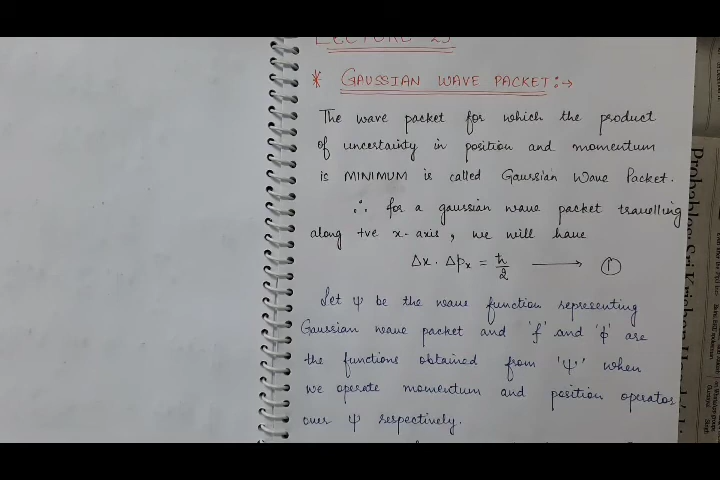 LECTURE 23
* GAUSSIAN WAVE PACKET:→
The wave packet for which the product
of uncertainty in position and momentum
is MINIMUM is called Gaussian Wave Packet.
∴ for a gaussian wave packet travelling
along +ve x-axis, we will have
Δx · Δpₓ = ħ/2 ⟶ ①
Let ψ be the wave function representing
Gaussian wave packet and 'f' and 'ϕ' are
the functions obtained from 'ψ' when
we operate momentum and position operators
over ψ respectively.